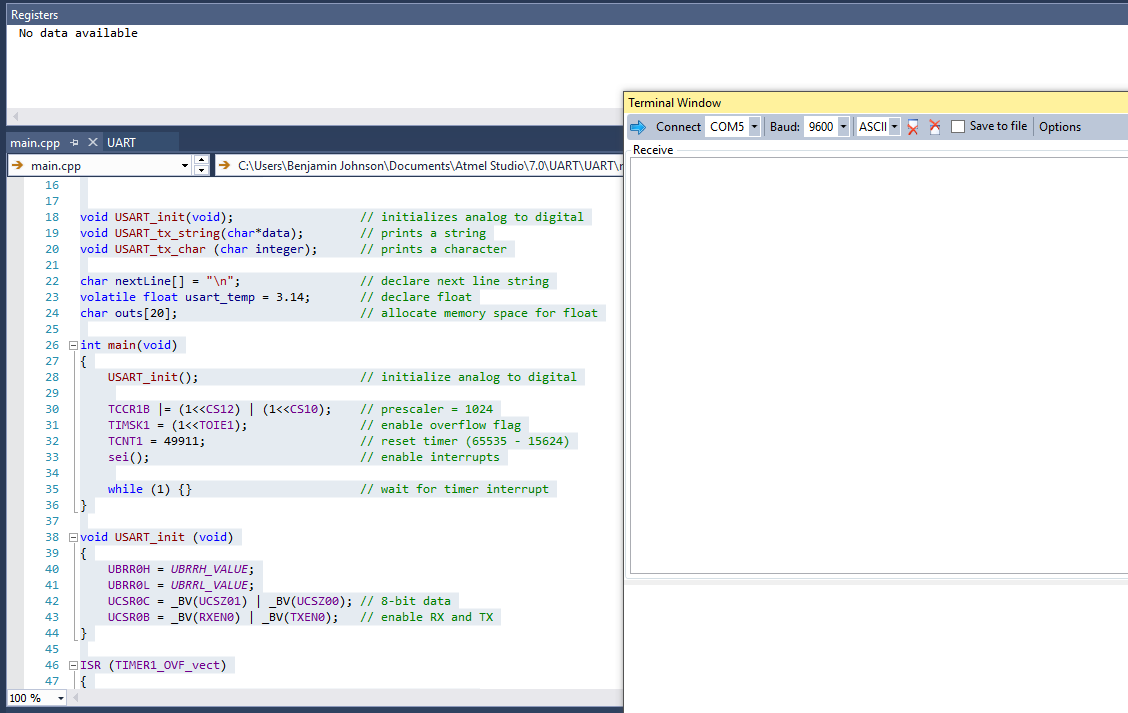 Registers
No data available
main.cpp UART
main.cpp C:\Users\Benjamin Johnson\Documents\Atmel Studio\7.0\UART\UART\
16
17
18 void USART_init(void); // initializes analog to digital
19 void USART_tx_string(char*data); // prints a string
20 void USART_tx_char (char integer); // prints a character
21
22 char nextLine[] = "\n"; // declare next line string
23 volatile float usart_temp = 3.14; // declare float
24 char outs[20]; // allocate memory space for float
25
26 int main(void)
27 {
28 USART_init(); // initialize analog to digital
29
30 TCCR1B |= (1<<CS12) | (1<<CS10); // prescaler = 1024
31 TIMSK1 = (1<<TOIE1); // enable overflow flag
32 TCNT1 = 49911; // reset timer (65535 - 15624)
33 sei(); // enable interrupts
34
35 while (1) {} // wait for timer interrupt
36 }
37
38 void USART_init (void)
39 {
40 UBRR0H = UBRRH_VALUE;
41 UBRR0L = UBRRL_VALUE;
42 UCSR0C = _BV(UCSZ01) | _BV(UCSZ00); // 8-bit data
43 UCSR0B = _BV(RXEN0) | _BV(TXEN0); // enable RX and TX
44 }
45
46 ISR (TIMER1_OVF_vect)
47 {
100 %
Terminal Window
Connect COM5 Baud: 9600 ASCII Save to file Options
Receive